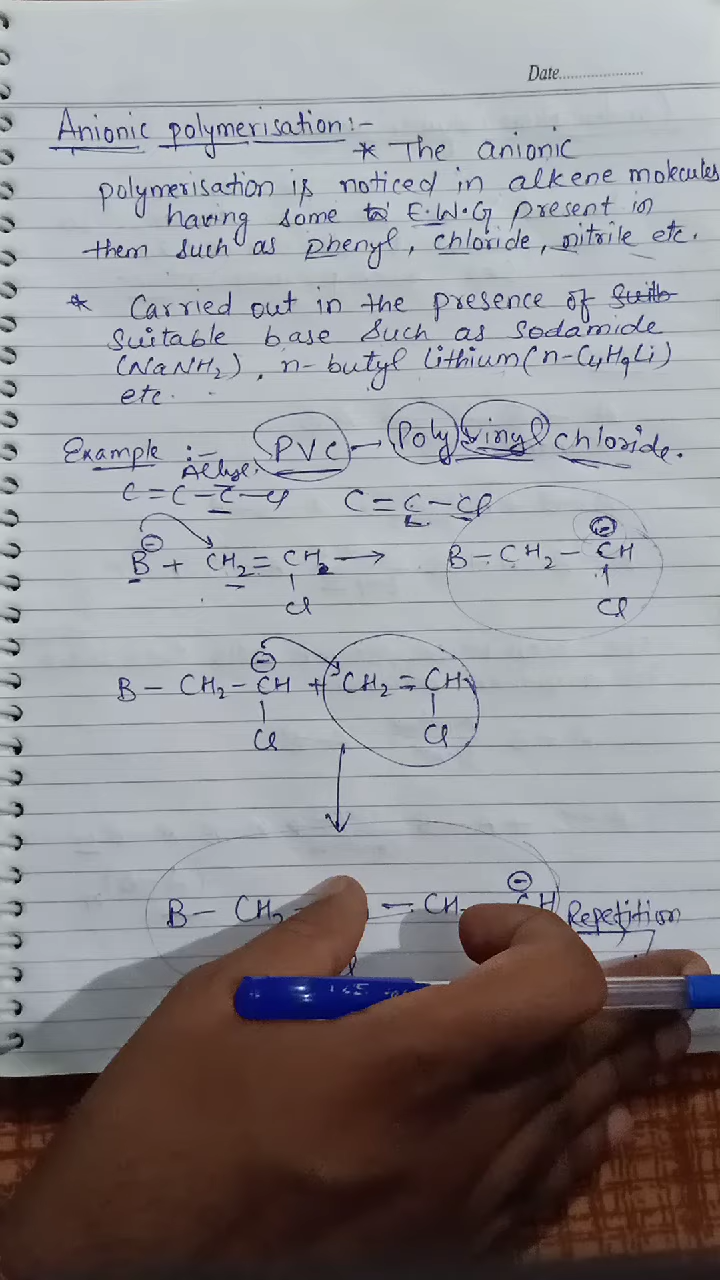 Date.....................
Anionic polymerisation:-
* The anionic
polymerisation is noticed in alkene molecules
having some E.W.G present in
them such as phenyl, chloride, nitrile etc.
* Carried out in the presence of
suitable base such as sodamide
(NaNH2), n-butyl lithium (n-C4H9Li)
etc.
Example :- PVC → Poly vinyl chloride.
C=C-C-Cl C=C-Cl
B⊖ + CH2 = CH → B-CH2-CH⊖
Cl Cl
B-CH2-CH⊖ + CH2=CH
Cl Cl
B-CH2- -CH ⊖CH Repetition